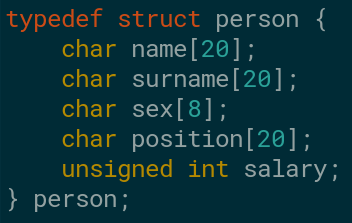 typedef struct person {
    char name[20];
    char surname[20];
    char sex[8];
    char position[20];
    unsigned int salary;
} person;